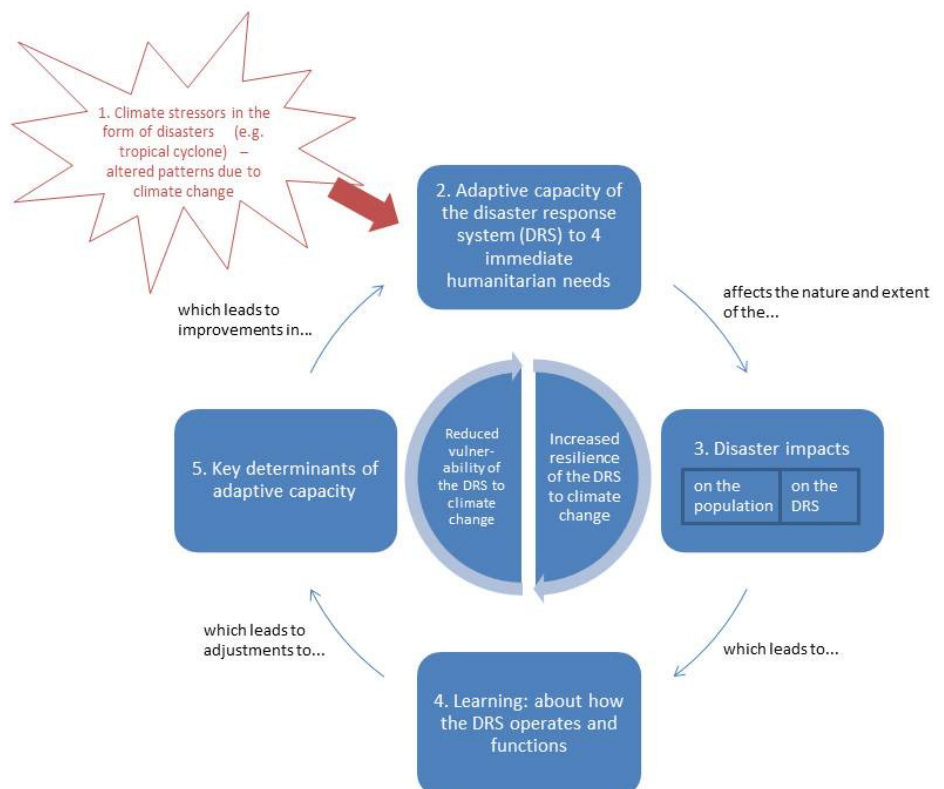 1. Climate stressors in the
form of disasters (e.g.
tropical cyclone) –
altered patterns due to
climate change
2. Adaptive capacity of
the disaster response
system (DRS) to 4
immediate
humanitarian needs
affects the nature and extent
of the...
3. Disaster impacts
on the
population
on the
DRS
which leads to...
4. Learning: about how
the DRS operates and
functions
which leads to
adjustments to...
5. Key determinants of
adaptive capacity
which leads to
improvements in...
Reduced
vulner-
ability of
the DRS to
climate
change
Increased
resilience
of the DRS
to climate
change